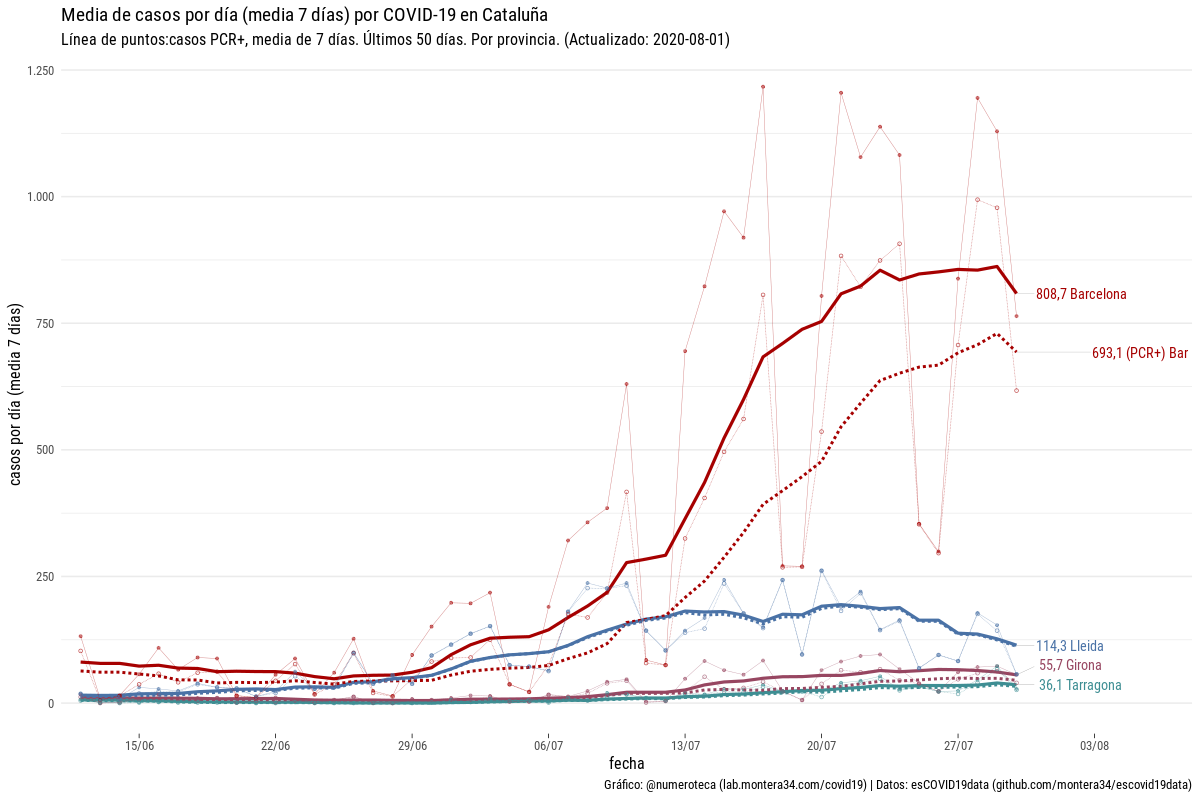 Media de casos por día (media 7 días) por COVID-19 en Cataluña
Línea de puntos:casos PCR+, media de 7 días. Últimos 50 días. Por provincia. (Actualizado: 2020-08-01)
casos por día (media 7 días)
1.250
1.000
750
500
250
0
808,7 Barcelona
693,1 (PCR+) Bar
114,3 Lleida
55,7 Girona
36,1 Tarragona
15/06
22/06
29/06
06/07
13/07
20/07
27/07
03/08
fecha
Gráfico: @numeroteca (lab.montera34.com/covid19) | Datos: esCOVID19data (github.com/montera34/escovid19data)